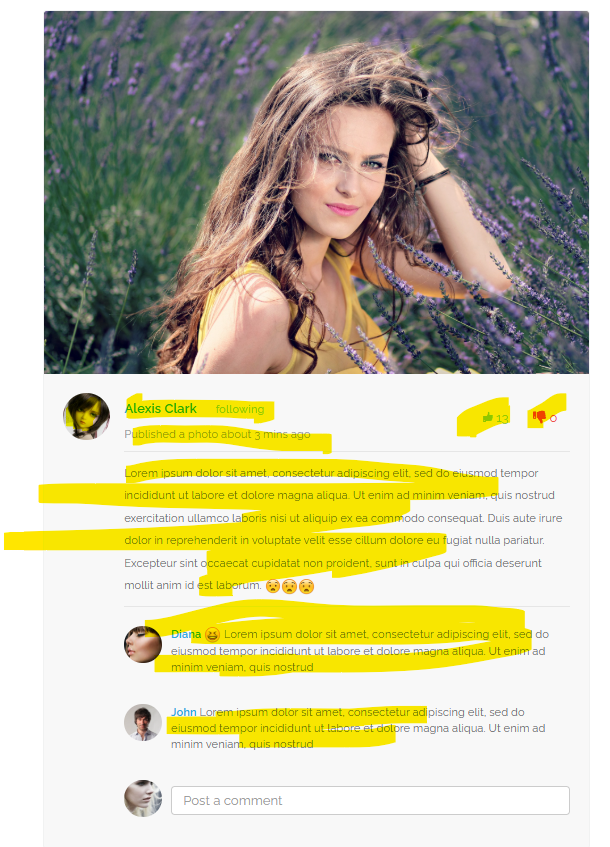 Alexis Clark following
13 0
Published a photo about 3 mins ago
Lorem ipsum dolor sit amet, consectetur adipiscing elit, sed do eiusmod tempor
incididunt ut labore et dolore magna aliqua. Ut enim ad minim veniam, quis nostrud
exercitation ullamco laboris nisi ut aliquip ex ea commodo consequat. Duis aute irure
dolor in reprehenderit in voluptate velit esse cillum dolore eu fugiat nulla pariatur.
Excepteur sint occaecat cupidatat non proident, sunt in culpa qui officia deserunt
mollit anim id est laborum. 😧😧😧
Diana 😆 Lorem ipsum dolor sit amet, consectetur adipiscing elit, sed do
eiusmod tempor incididunt ut labore et dolore magna aliqua. Ut enim ad
minim veniam, quis nostrud
John Lorem ipsum dolor sit amet, consectetur adipiscing elit, sed do
eiusmod tempor incididunt ut labore et dolore magna aliqua. Ut enim ad
minim veniam, quis nostrud
Post a comment